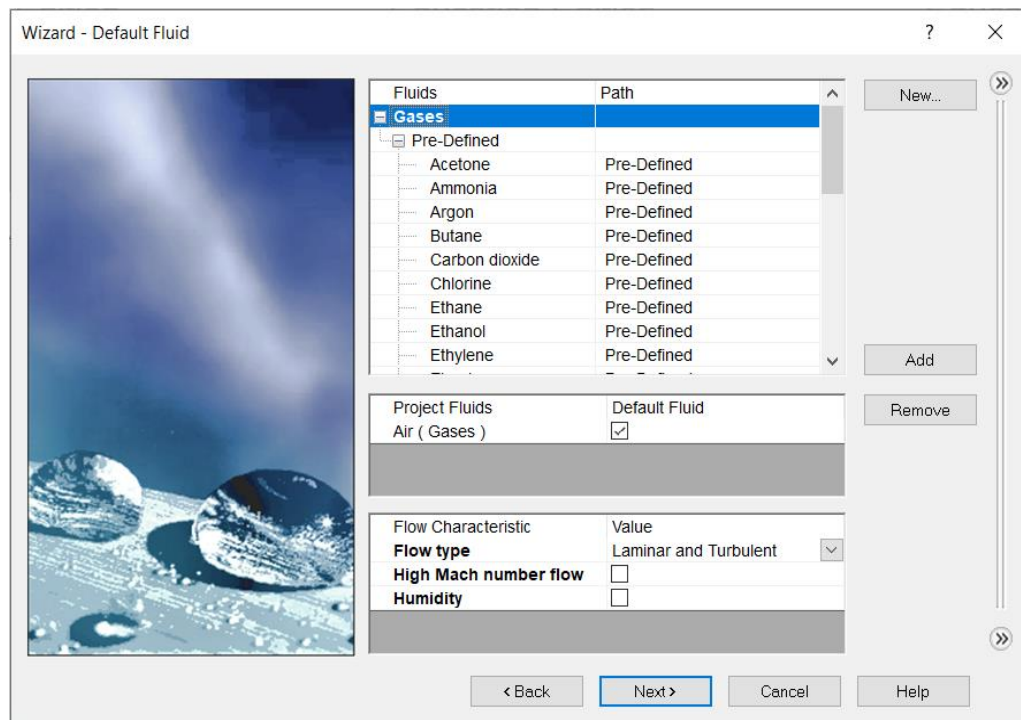 Wizard - Default Fluid ? X
Fluids Path
Gases
Pre-Defined
Acetone Pre-Defined
Ammonia Pre-Defined
Argon Pre-Defined
Butane Pre-Defined
Carbon dioxide Pre-Defined
Chlorine Pre-Defined
Ethane Pre-Defined
Ethanol Pre-Defined
Ethylene Pre-Defined
New...
Add
Remove
Project Fluids Default Fluid
Air ( Gases )
Flow Characteristic Value
Flow type Laminar and Turbulent
High Mach number flow
Humidity
< Back Next > Cancel Help